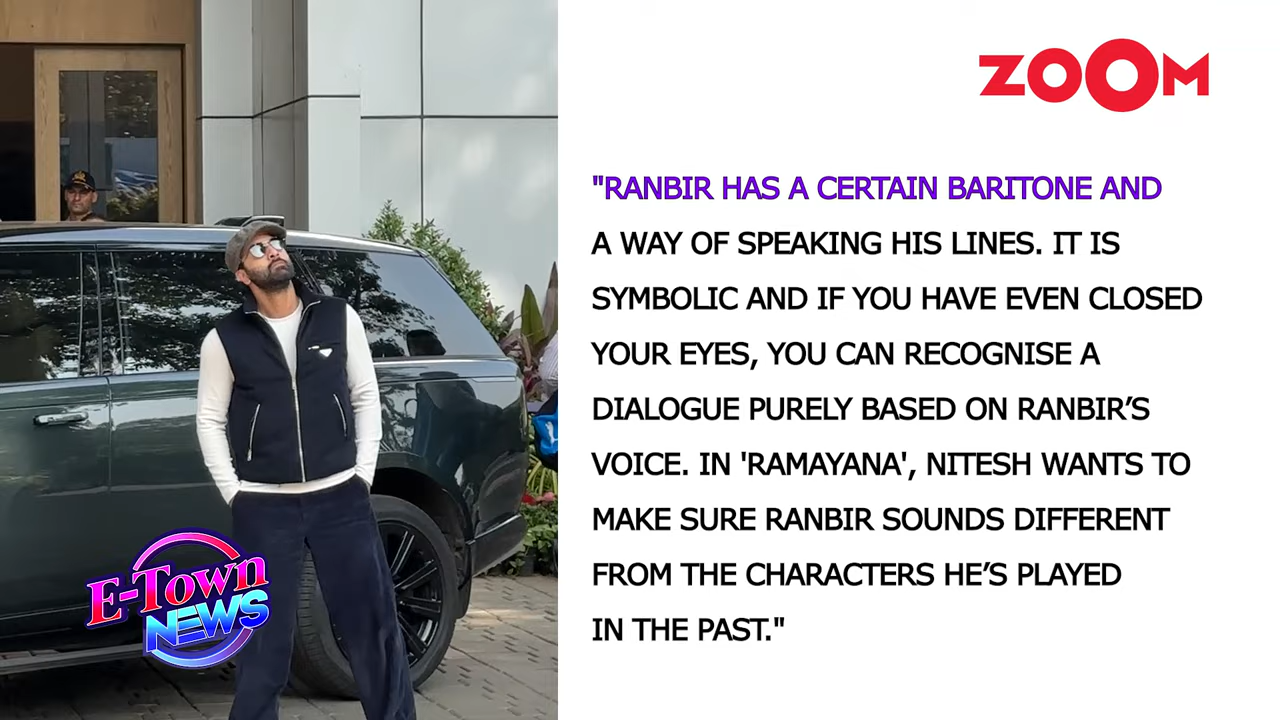 ZOOM
"RANBIR HAS A CERTAIN BARITONE AND
A WAY OF SPEAKING HIS LINES. IT IS
SYMBOLIC AND IF YOU HAVE EVEN CLOSED
YOUR EYES, YOU CAN RECOGNISE A
DIALOGUE PURELY BASED ON RANBIR’S
VOICE. IN 'RAMAYANA', NITESH WANTS TO
MAKE SURE RANBIR SOUNDS DIFFERENT
FROM THE CHARACTERS HE’S PLAYED
IN THE PAST."
E-TOWN
NEWS